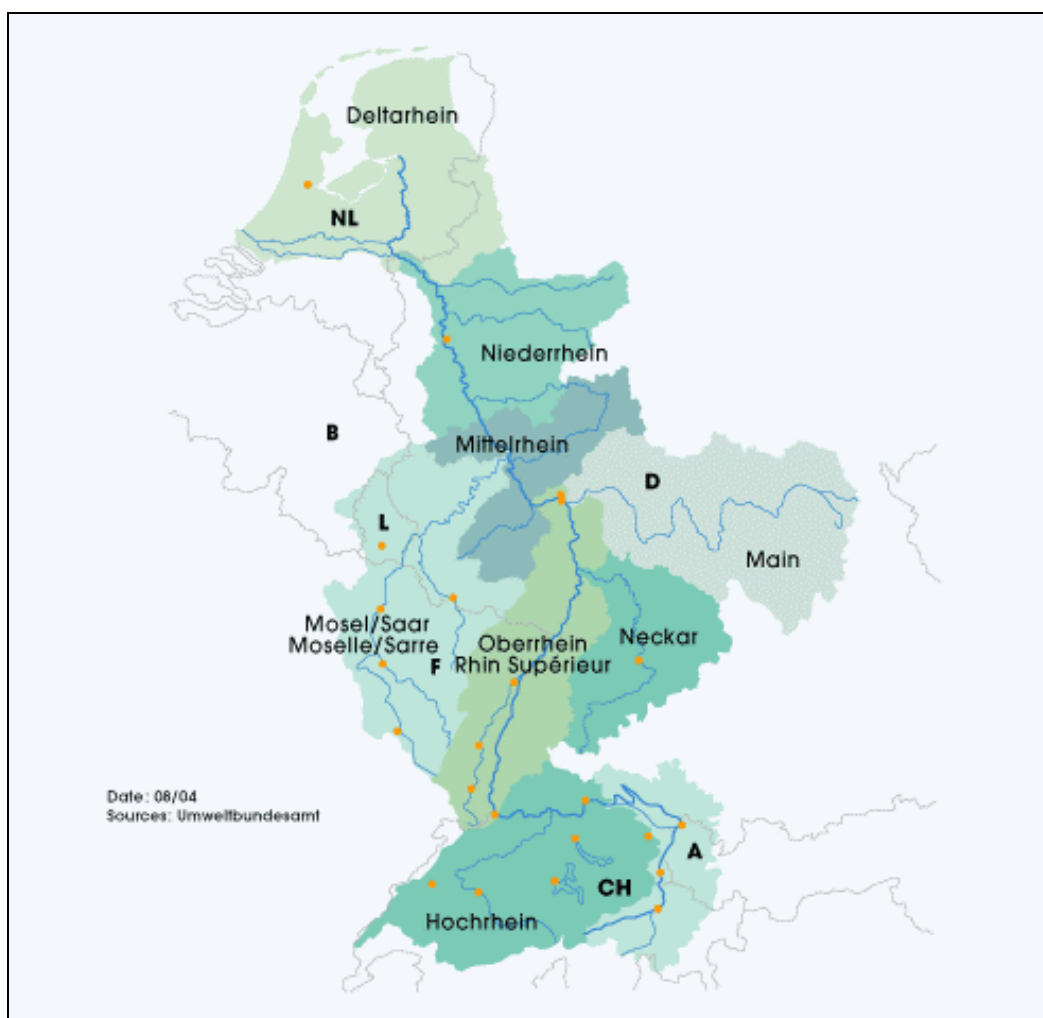 Deltarhein
NL
Niederrhein
B
Mittelrhein
D
L
Main
Mosel/Saar
Moselle/Sarre
F
Oberrhein
Rhin Supérieur
Neckar
Date: 08/04
Sources: Umweltbundesamt
A
CH
Hochrhein